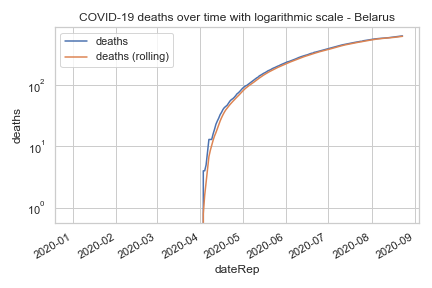 COVID-19 deaths over time with logarithmic scale - Belarus
deaths
deaths (rolling)
deaths
10²
10¹
10⁰
2020-01
2020-02
2020-03
2020-04
2020-05
2020-06
2020-07
2020-08
2020-09
dateRep